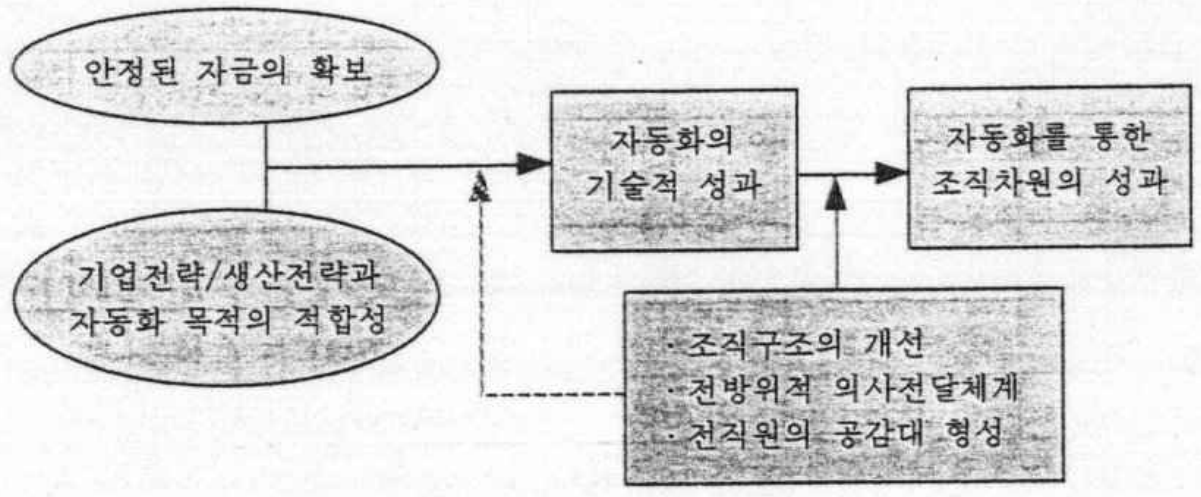 안정된 자금의 확보
자동화의
기술적 성과
자동화를 통한
조직차원의 성과
기업전략/생산전략과
자동화 목적의 적합성
· 조직구조의 개선
· 전방위적 의사전달체계
· 전직원의 공감대 형성